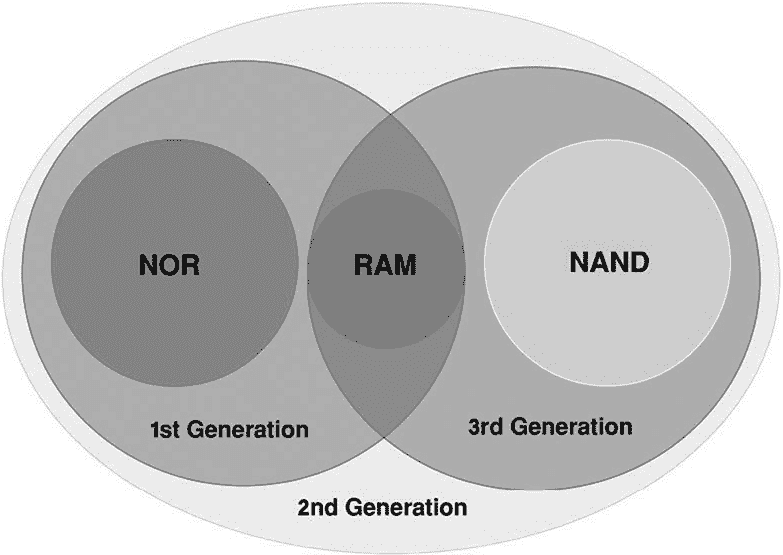 NOR
RAM
NAND
1st Generation
3rd Generation
2nd Generation